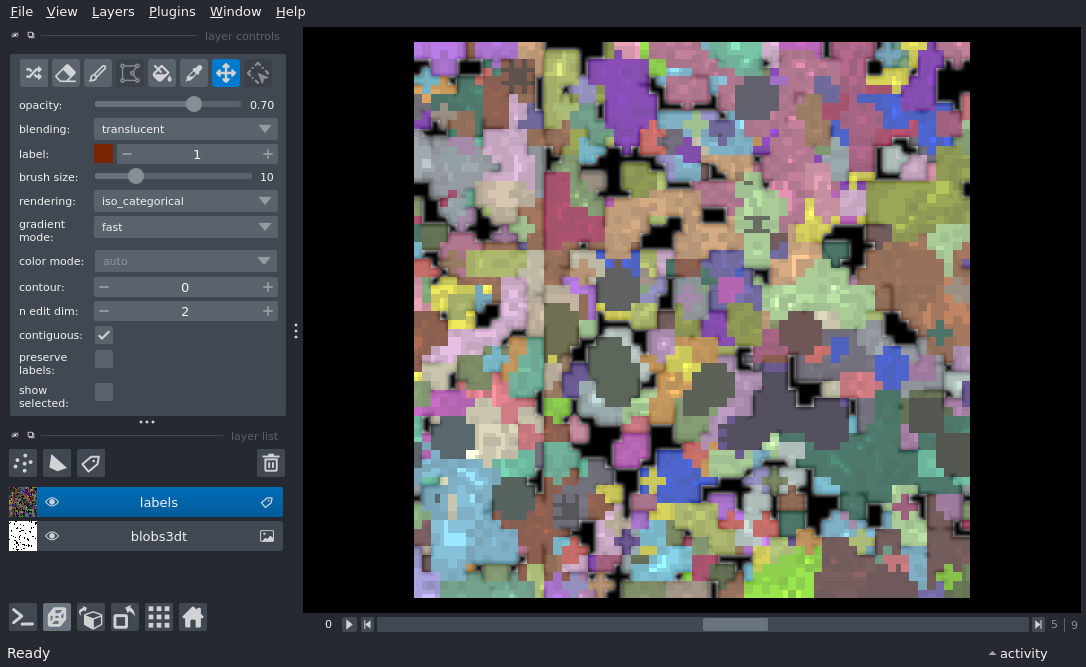 File View Layers Plugins Window Help
layer controls
opacity: 0.70
blending: translucent
label: 1
brush size: 10
rendering: iso_categorical
gradient
mode: fast
color mode: auto
contour: 0
n edit dim: 2
contiguous:
preserve
labels:
show
selected:
layer list
labels
blobs3dt
0 5 | 9
Ready activity